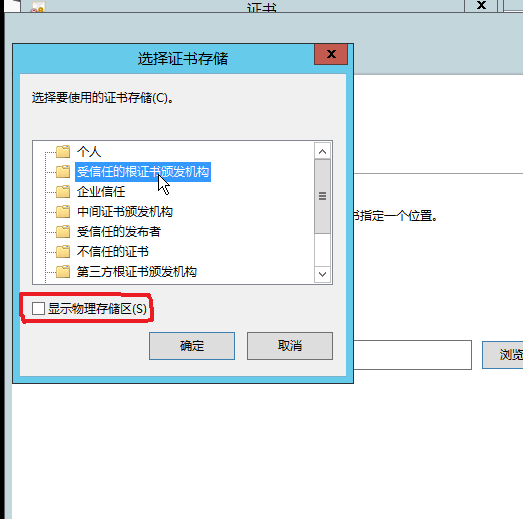 证书
选择证书存储
选择要使用的证书存储(C)。
个人
受信任的根证书颁发机构
企业信任
中间证书颁发机构
受信任的发布者
不信任的证书
第三方根证书颁发机构
书指定一个位置。
显示物理存储区(S)
确定
取消
浏览